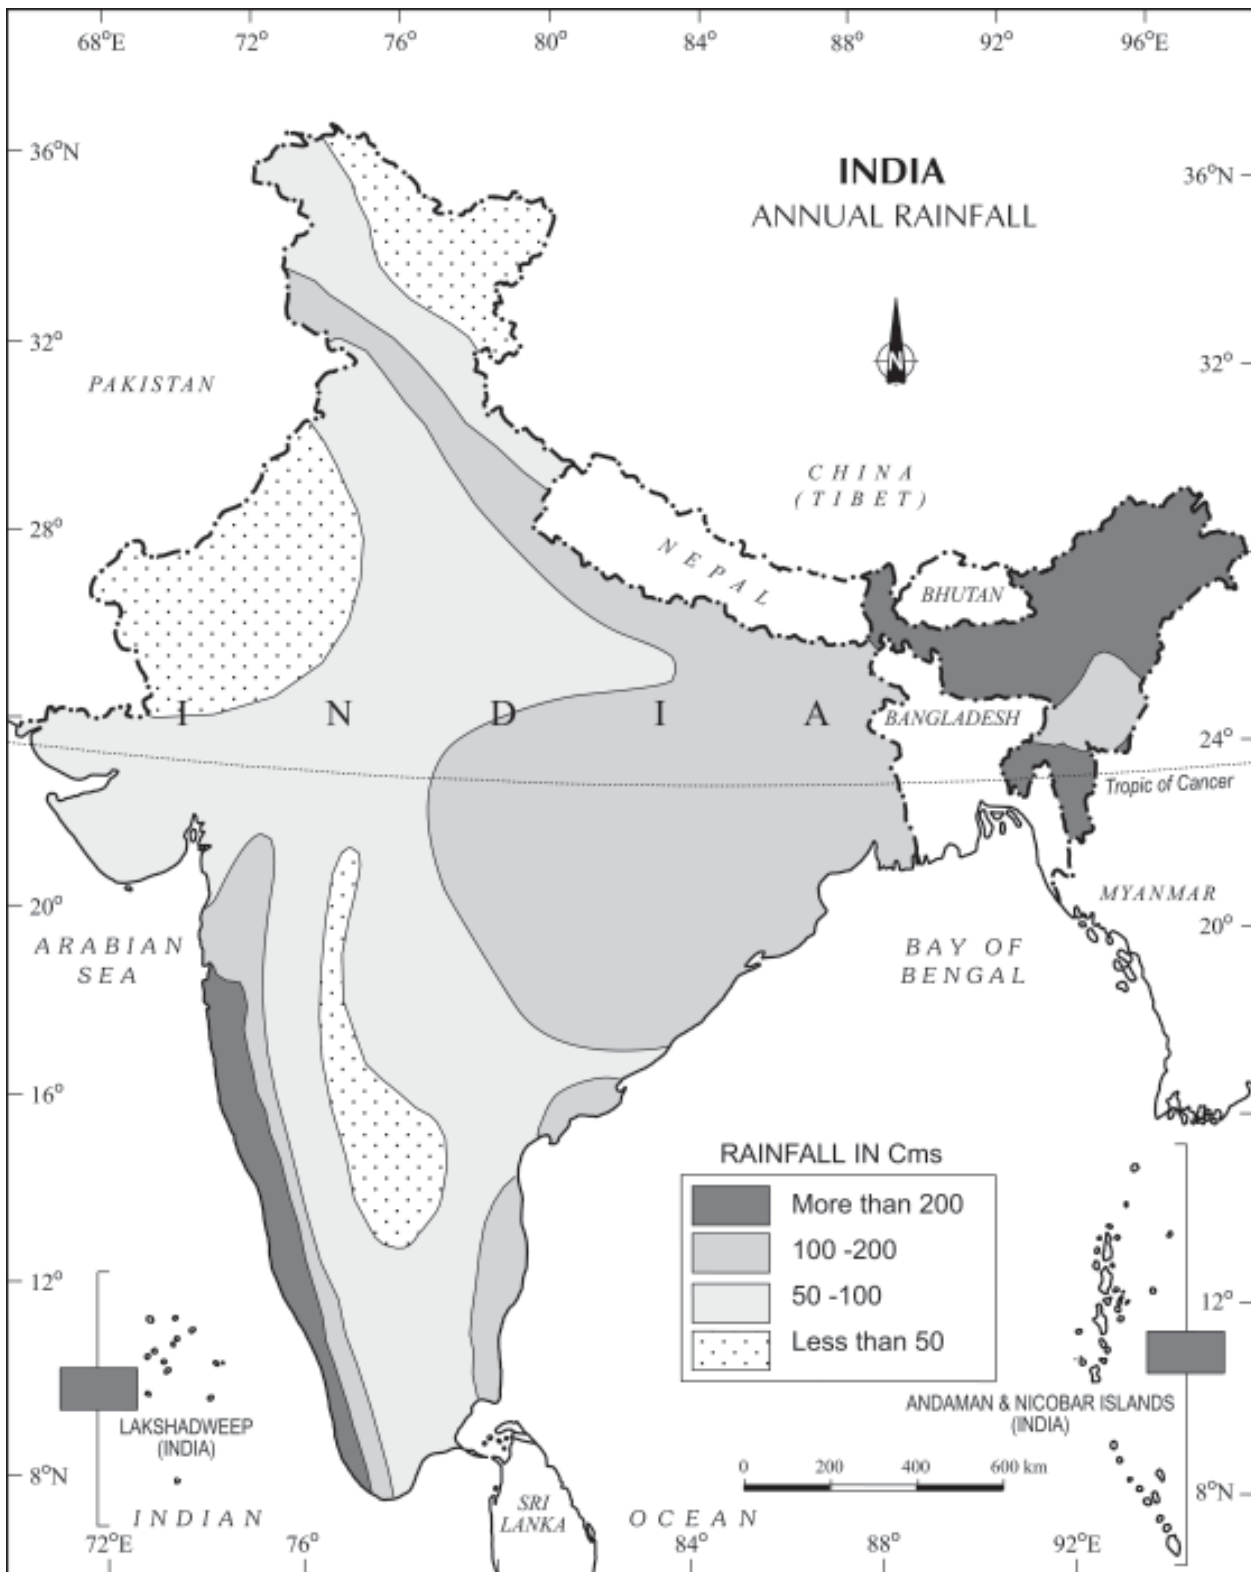 68°E 72° 76° 80° 84° 88° 92° 96°E
36°N
INDIA
36°N
ANNUAL RAINFALL
N
32°
32°
PAKISTAN
CHINA
(TIBET)
28°
NEPAL
BHUTAN
I N D I A
BANGLADESH
24°
Tropic of Cancer
MYANMAR
20°
20°
ARABIAN
SEA
BAY OF
BENGAL
16°
RAINFALL IN Cms
More than 200
100 -200
50 -100
Less than 50
12°
12°
LAKSHADWEEP
(INDIA)
ANDAMAN & NICOBAR ISLANDS
(INDIA)
0 200 400 600 km
8°N
8°N
SRI
LANKA
INDIAN OCEAN
72°E 76° 84° 88° 92°E